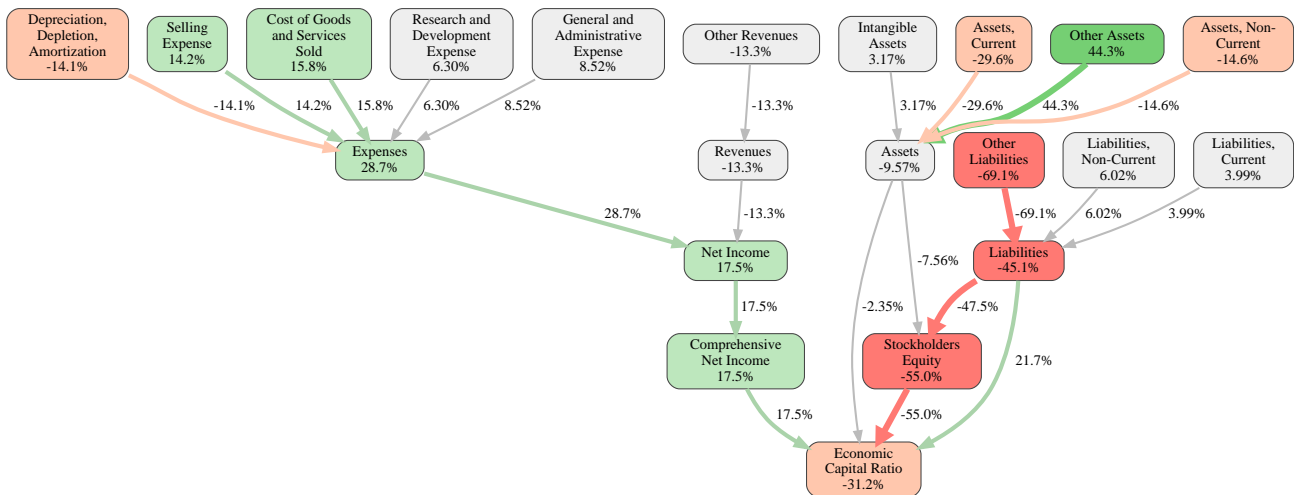 Depreciation,
Depletion,
Amortization
-14.1%
Selling
Expense
14.2%
Cost of Goods
and Services
Sold
15.8%
Research and
Development
Expense
6.30%
General and
Administrative
Expense
8.52%
Other Revenues
-13.3%
Intangible
Assets
3.17%
Assets,
Current
-29.6%
Other Assets
44.3%
Assets, Non-
Current
-14.6%
-14.1%
14.2%
15.8%
6.30%
8.52%
-13.3%
3.17%
-29.6%
44.3%
-14.6%
Expenses
28.7%
Revenues
-13.3%
Assets
-9.57%
Other
Liabilities
-69.1%
Liabilities,
Non-Current
6.02%
Liabilities,
Current
3.99%
28.7%
-13.3%
-69.1%
6.02%
3.99%
Net Income
17.5%
Liabilities
-45.1%
-7.56%
17.5%
-2.35%
-47.5%
Comprehensive
Net Income
17.5%
Stockholders
Equity
-55.0%
21.7%
17.5%
-55.0%
Economic
Capital Ratio
-31.2%